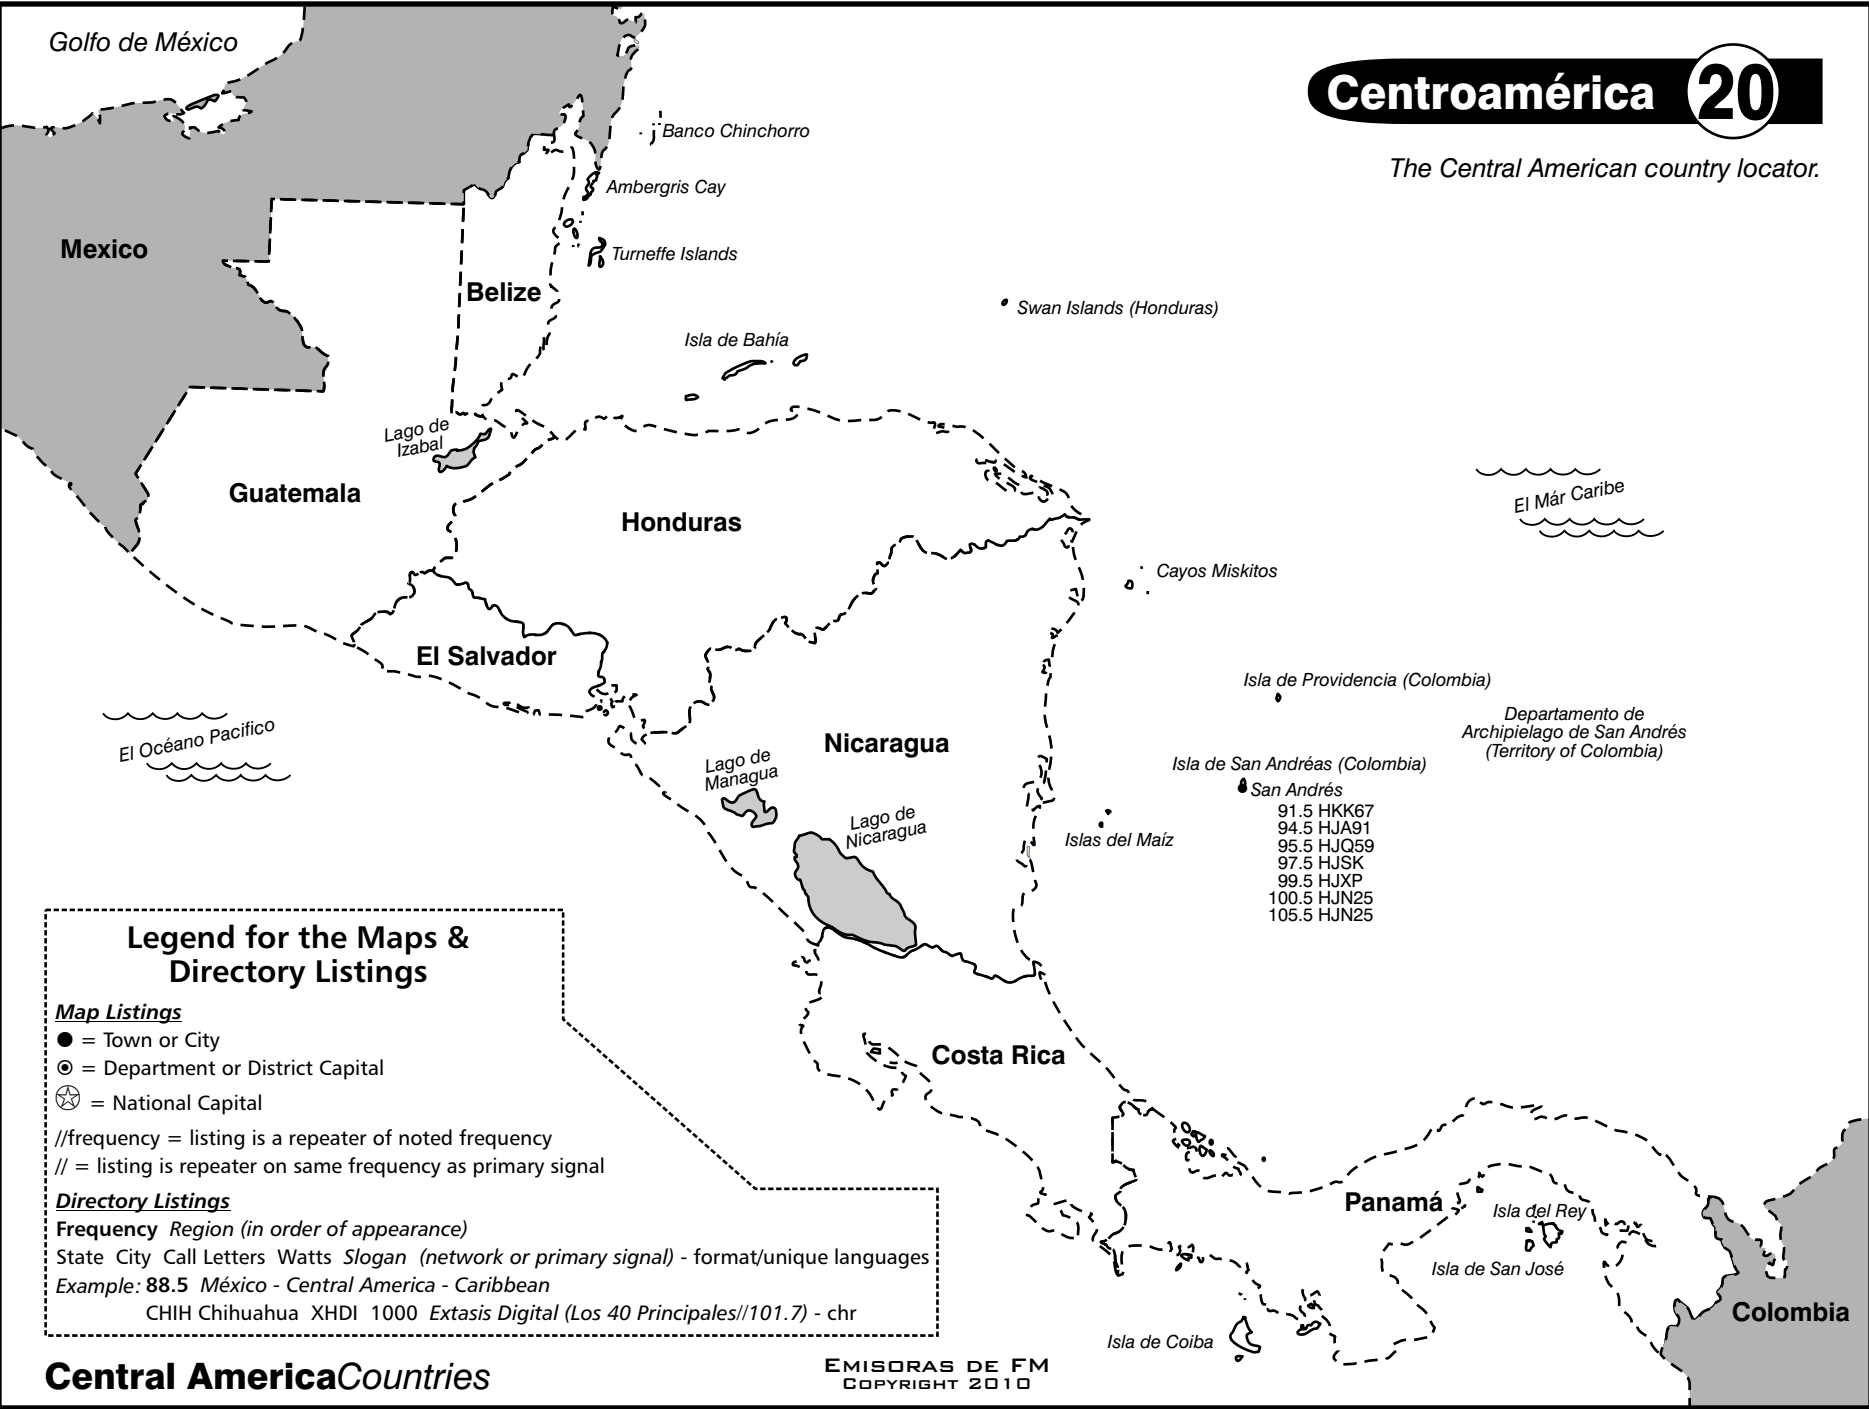 Golfo de México
Centroamérica 20
The Central American country locator.
Banco Chinchorro
Ambergris Cay
Mexico
Turneffe Islands
Belize
Swan Islands (Honduras)
Isla de Bahía
Lago de
Izabal
Guatemala
Honduras
El Már Caribe
Cayos Miskitos
El Salvador
Isla de Providencia (Colombia)
Departamento de
Archipielago de San Andrés
(Territory of Colombia)
El Océano Pacifico
Nicaragua
Lago de
Managua
Isla de San Andréas (Colombia)
San Andrés
91.5 HKK67
94.5 HJA91
95.5 HJQ59
97.5 HJSK
99.5 HJXP
100.5 HJN25
105.5 HJN25
Lago de
Nicaragua
Islas del Maíz
Costa Rica
Panamá
Isla del Rey
Isla de San José
Colombia
Isla de Coiba
Legend for the Maps &
Directory Listings
Map Listings
= Town or City
= Department or District Capital
= National Capital
//frequency = listing is a repeater of noted frequency
// = listing is repeater on same frequency as primary signal
Directory Listings
Frequency Region (in order of appearance)
State City Call Letters Watts Slogan (network or primary signal) - format/unique languages
Example: 88.5 México - Central America - Caribbean
CHIH Chihuahua XHDI 1000 Extasis Digital (Los 40 Principales//101.7) - chr
Central AmericaCountries
EMISORAS DE FM
COPYRIGHT 2010